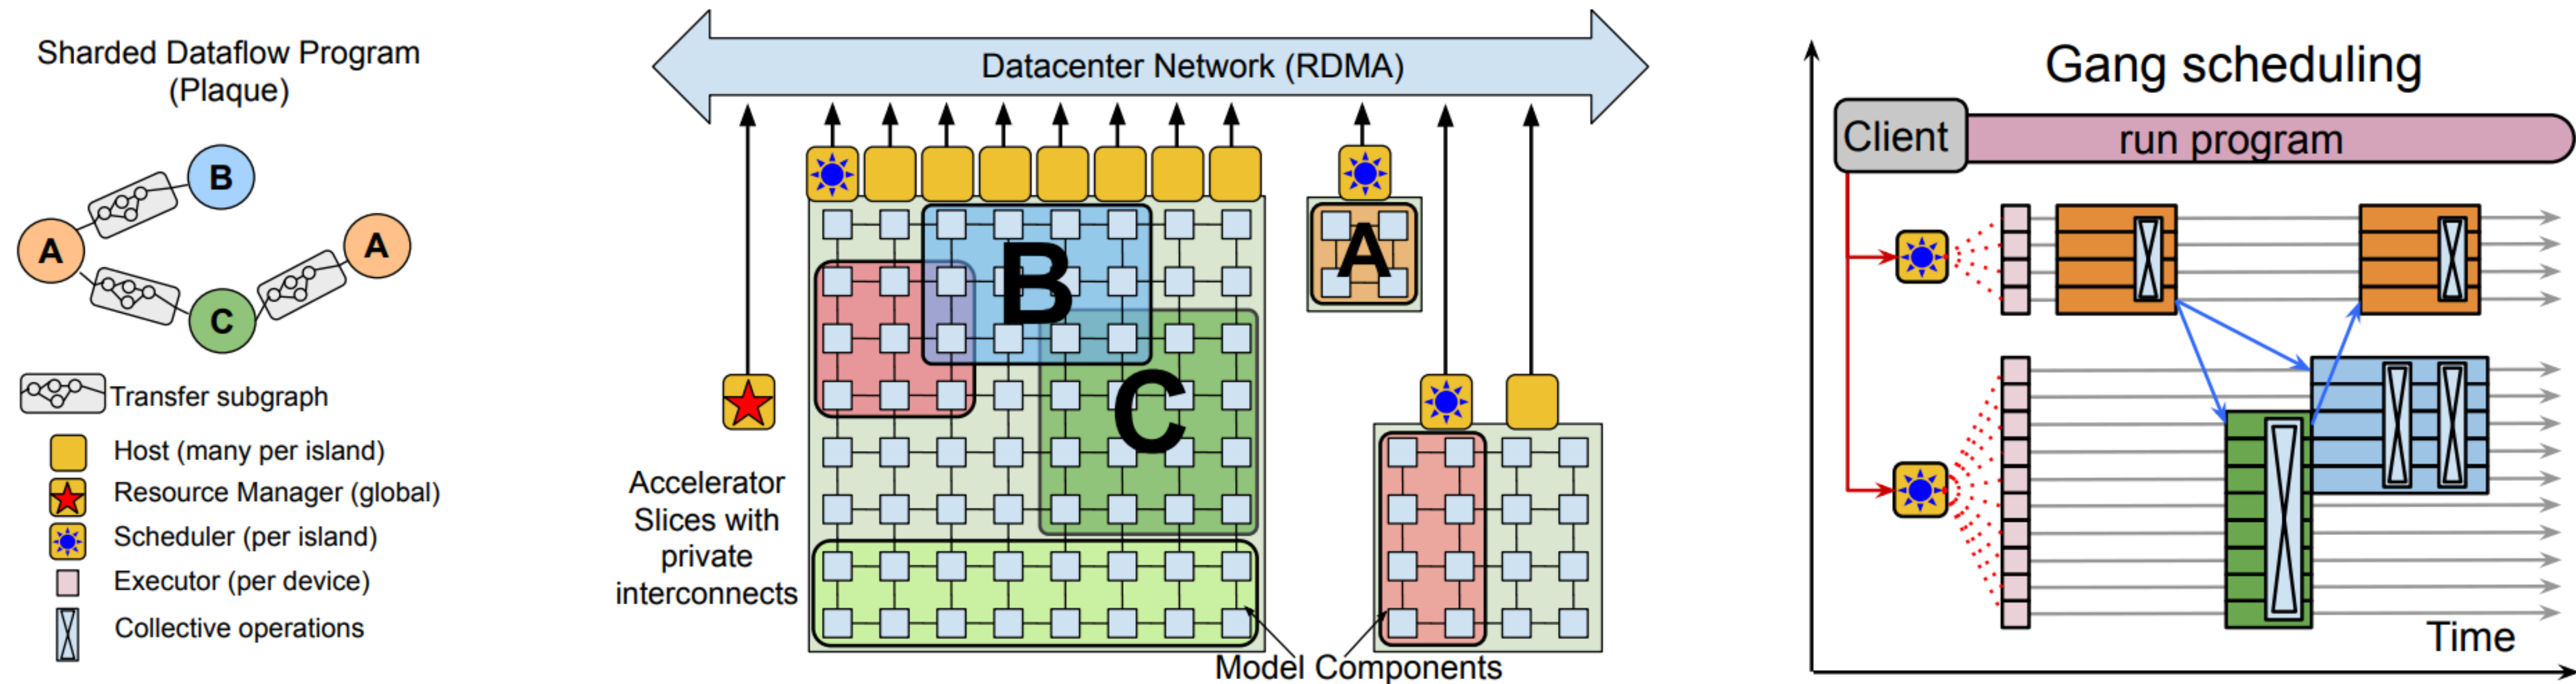 Sharded Dataflow Program
(Plaque)
B
A
A
C
Transfer subgraph
Host (many per island)
Resource Manager (global)
Scheduler (per island)
Executor (per device)
Collective operations
Datacenter Network (RDMA)
B
A
C
Accelerator
Slices with
private
interconnects
Model Components
Gang scheduling
Client
run program
Time